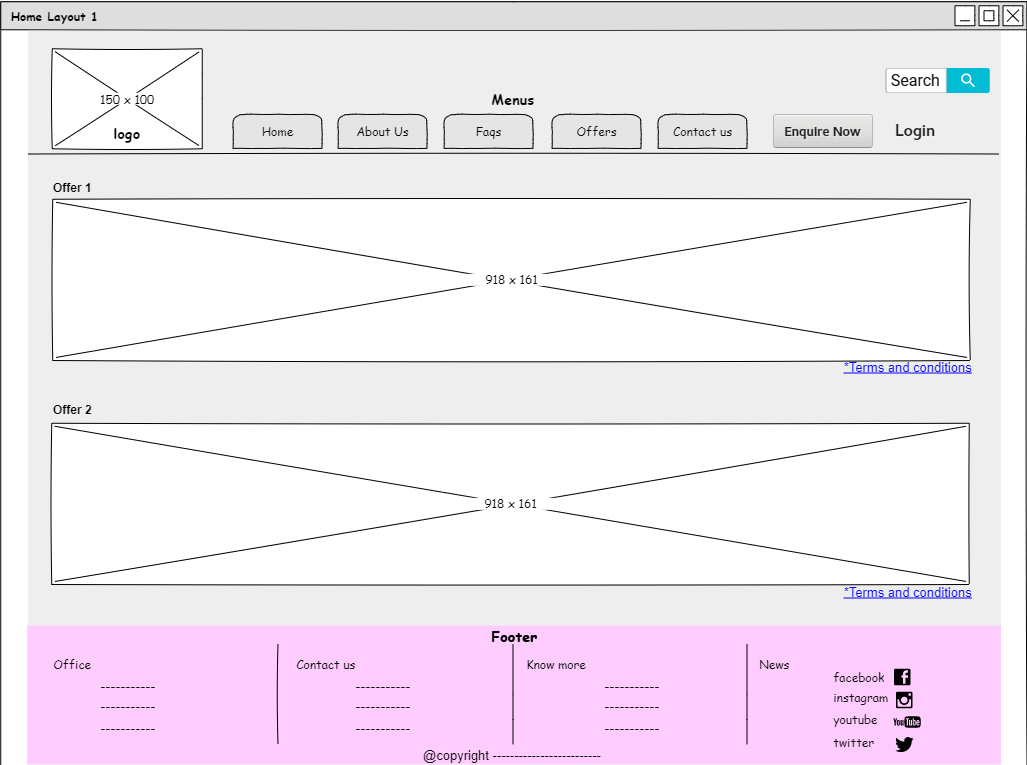 Home Layout 1
150 x 100
logo
Search
Menus
Home
About Us
Faqs
Offers
Contact us
Enquire Now
Login
Offer 1
918 x 161
*Terms and conditions
Offer 2
918 x 161
*Terms and conditions
Footer
Office
-----------
-----------
-----------
Contact us
-----------
-----------
-----------
Know more
-----------
-----------
-----------
News
facebook
instagram
youtube You Tube
twitter
@copyright -------------------------